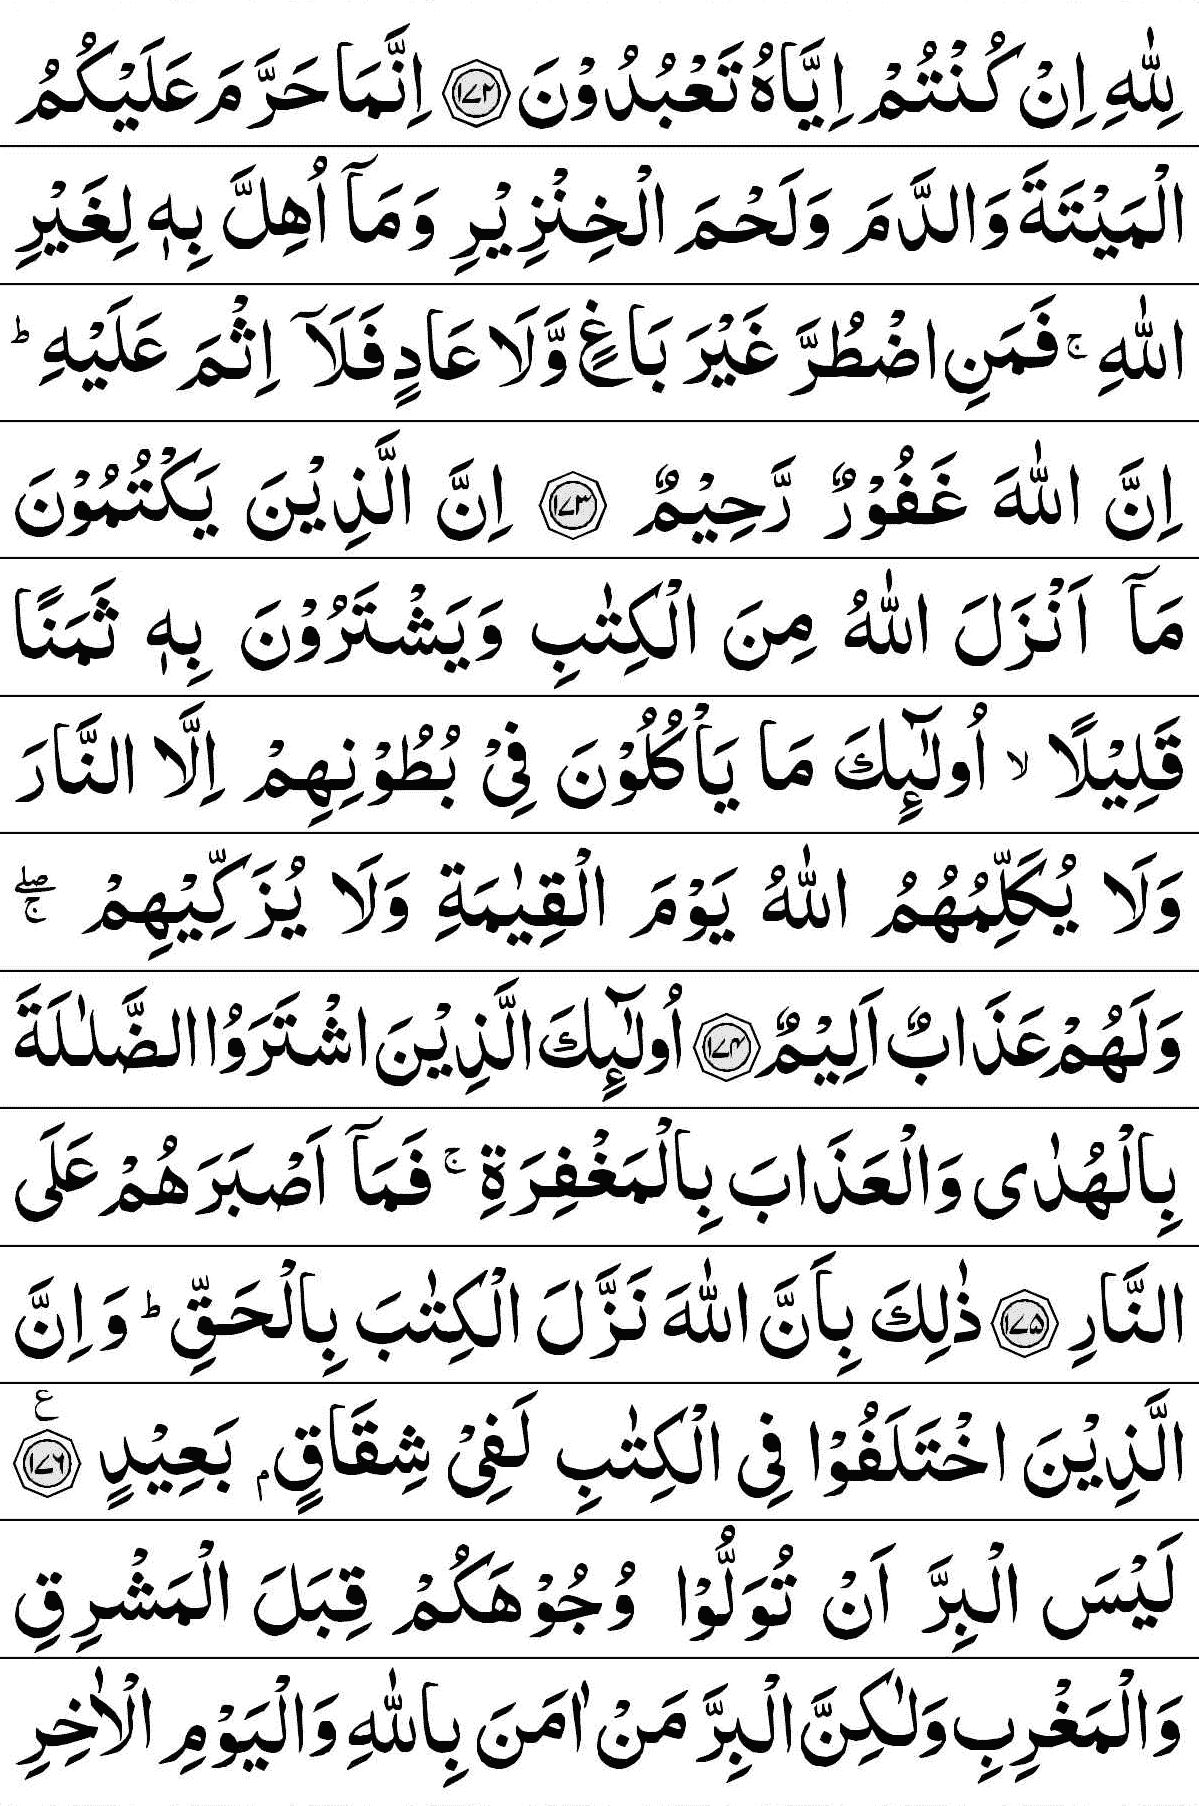 لِلّٰهِ اِنْ كُنْتُمْ اِيَّاهُ تَعْبُدُوْنَ ۝١٧٢ اِنَّمَا حَرَّمَ عَلَيْكُمُ
الْمَيْتَةَ وَالدَّمَ وَلَحْمَ الْخِنْزِيْرِ وَمَآ اُهِلَّ بِهٖ لِغَيْرِ
اللّٰهِ ۚ فَمَنِ اضْطُرَّ غَيْرَ بَاغٍ وَّلَا عَادٍ فَلَآ اِثْمَ عَلَيْهِ ؕ
اِنَّ اللّٰهَ غَفُوْرٌ رَّحِيْمٌ ۝١٧٣ اِنَّ الَّذِيْنَ يَكْتُمُوْنَ
مَآ اَنْزَلَ اللّٰهُ مِنَ الْكِتٰبِ وَيَشْتَرُوْنَ بِهٖ ثَمَنًا
قَلِيْلًا ۙ اُولٰٓئِكَ مَا يَاْكُلُوْنَ فِيْ بُطُوْنِهِمْ اِلَّا النَّارَ
وَلَا يُكَلِّمُهُمُ اللّٰهُ يَوْمَ الْقِيٰمَةِ وَلَا يُزَكِّيْهِمْ ۖۚ
وَلَهُمْ عَذَابٌ اَلِيْمٌ ۝١٧٤ اُولٰٓئِكَ الَّذِيْنَ اشْتَرَوُا الضَّلٰلَةَ
بِالْهُدٰى وَالْعَذَابَ بِالْمَغْفِرَةِ ۚ فَمَآ اَصْبَرَهُمْ عَلَى
النَّارِ ۝١٧٥ ذٰلِكَ بِاَنَّ اللّٰهَ نَزَّلَ الْكِتٰبَ بِالْحَقِّ ؕ وَاِنَّ
الَّذِيْنَ اخْتَلَفُوْا فِى الْكِتٰبِ لَفِيْ شِقَاقٍۢ بَعِيْدٍ ۝١٧٦ ع
لَيْسَ الْبِرَّ اَنْ تُوَلُّوْا وُجُوْهَكُمْ قِبَلَ الْمَشْرِقِ
وَالْمَغْرِبِ وَلٰكِنَّ الْبِرَّ مَنْ اٰمَنَ بِاللّٰهِ وَالْيَوْمِ الْاٰخِرِ